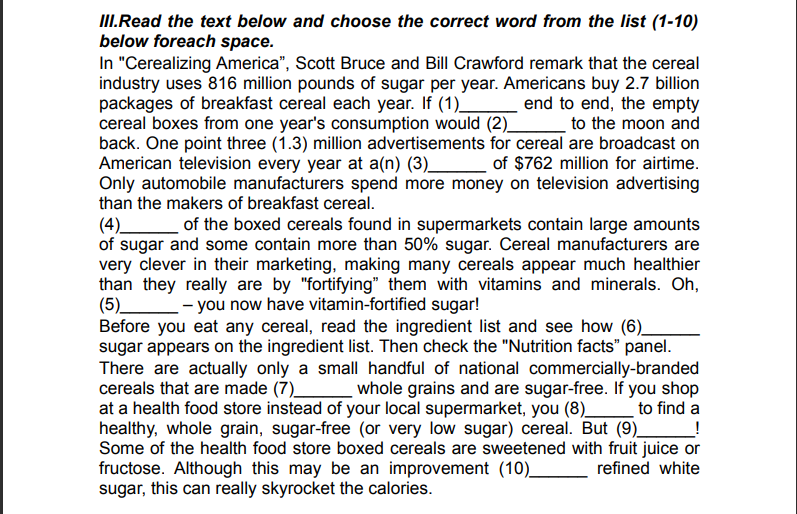 III.Read the text below and choose the correct word from the list (1-10)
below foreach space.
In "Cerealizing America”, Scott Bruce and Bill Crawford remark that the cereal
industry uses 816 million pounds of sugar per year. Americans buy 2.7 billion
packages of breakfast cereal each year. If (1)______ end to end, the empty
cereal boxes from one year's consumption would (2)______ to the moon and
back. One point three (1.3) million advertisements for cereal are broadcast on
American television every year at a(n) (3)______ of $762 million for airtime.
Only automobile manufacturers spend more money on television advertising
than the makers of breakfast cereal.
(4)______ of the boxed cereals found in supermarkets contain large amounts
of sugar and some contain more than 50% sugar. Cereal manufacturers are
very clever in their marketing, making many cereals appear much healthier
than they really are by "fortifying” them with vitamins and minerals. Oh,
(5)______ – you now have vitamin-fortified sugar!
Before you eat any cereal, read the ingredient list and see how (6)______
sugar appears on the ingredient list. Then check the "Nutrition facts” panel.
There are actually only a small handful of national commercially-branded
cereals that are made (7)______ whole grains and are sugar-free. If you shop
at a health food store instead of your local supermarket, you (8)_____ to find a
healthy, whole grain, sugar-free (or very low sugar) cereal. But (9)______!
Some of the health food store boxed cereals are sweetened with fruit juice or
fructose. Although this may be an improvement (10)______ refined white
sugar, this can really skyrocket the calories.